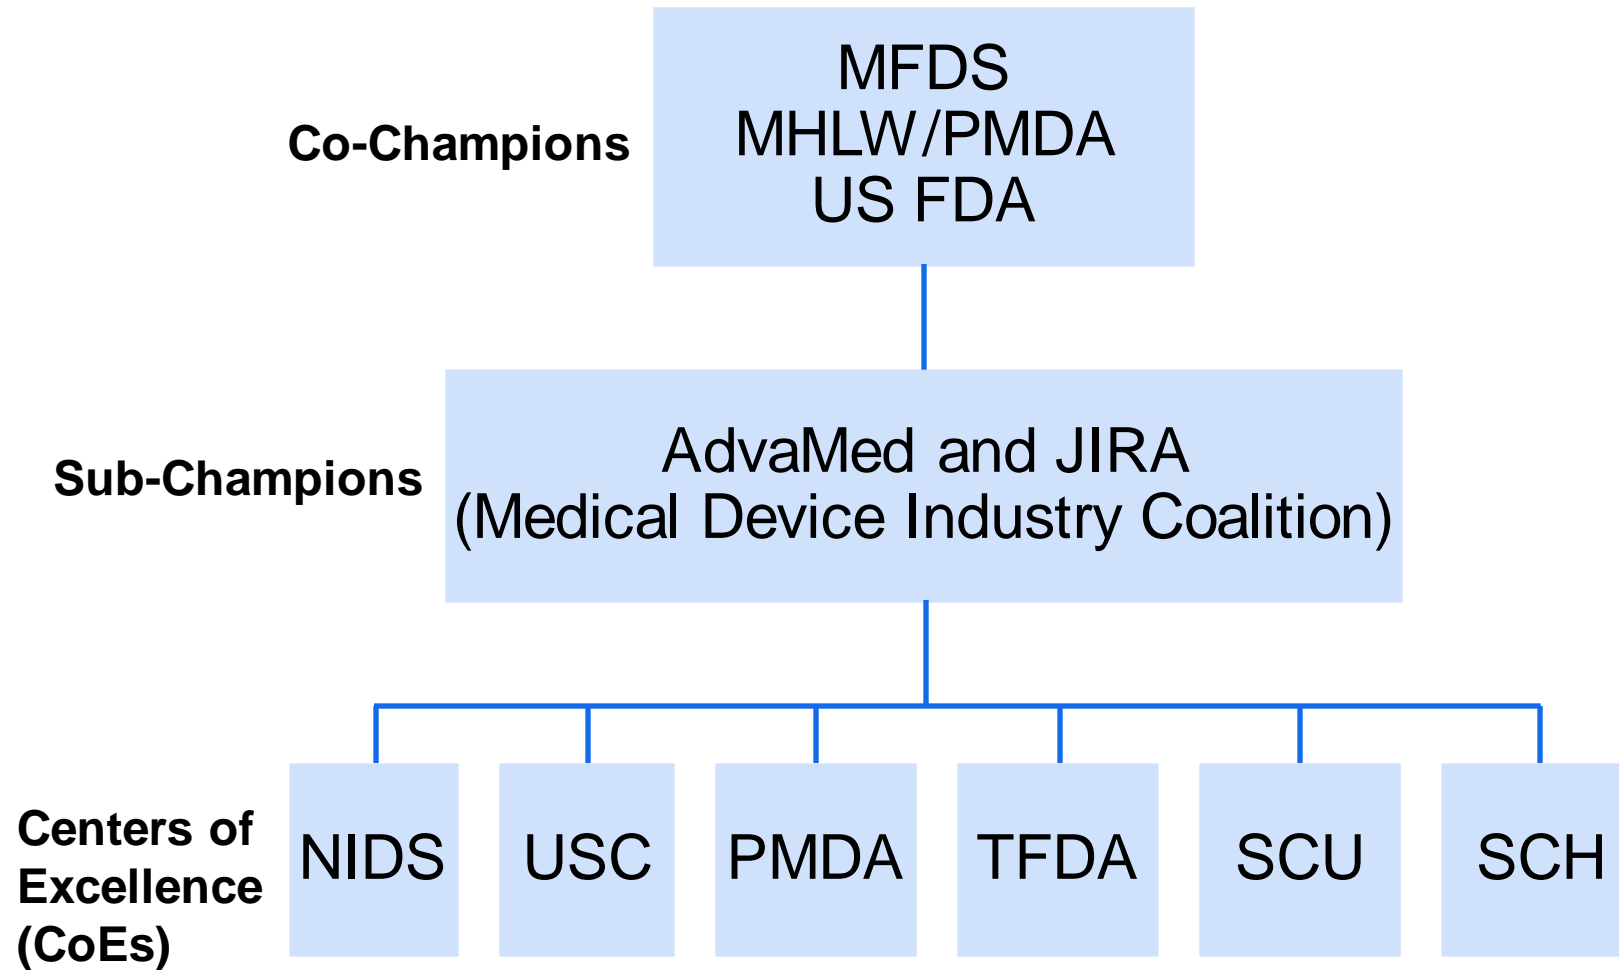 Co-Champions
MFDS
MHLW/PMDA
US FDA
Sub-Champions
AdvaMed and JIRA
(Medical Device Industry Coalition)
Centers of
Excellence
(CoEs)
NIDS
USC
PMDA
TFDA
SCU
SCH